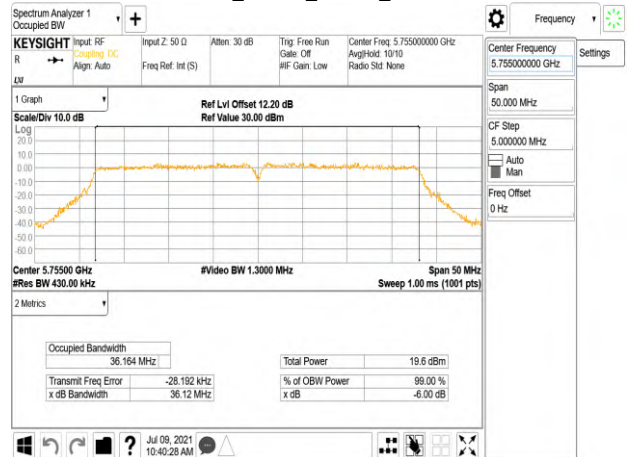 Spectrum Analyzer 1
Occupied BW
Frequency
KEYSIGHT
R
LXI
Input: RF
Coupling: DC
Align: Auto
Input Z: 50 Ω
Freq Ref: Int (S)
Atten: 30 dB
Trig: Free Run
Gate: Off
#IF Gain: Low
Center Freq: 5.755000000 GHz
Avg|Hold: 10/10
Radio Std: None
Center Frequency
5.755000000 GHz
Settings
Span
50.000 MHz
CF Step
5.000000 MHz
Auto
Man
Freq Offset
0 Hz
1 Graph
Scale/Div 10.0 dB
Ref Lvl Offset 12.20 dB
Ref Value 30.00 dBm
Log
20.0
10.0
0.00
-10.0
-20.0
-30.0
-40.0
-50.0
-60.0
Center 5.75500 GHz
#Res BW 430.00 kHz
#Video BW 1.3000 MHz
Span 50 MHz
Sweep 1.00 ms (1001 pts)
2 Metrics
Occupied Bandwidth
36.164 MHz
Total Power 19.6 dBm
Transmit Freq Error -28.192 kHz
% of OBW Power 99.00 %
x dB Bandwidth 36.12 MHz
x dB -6.00 dB
?
Jul 09, 2021
10:40:28 AM